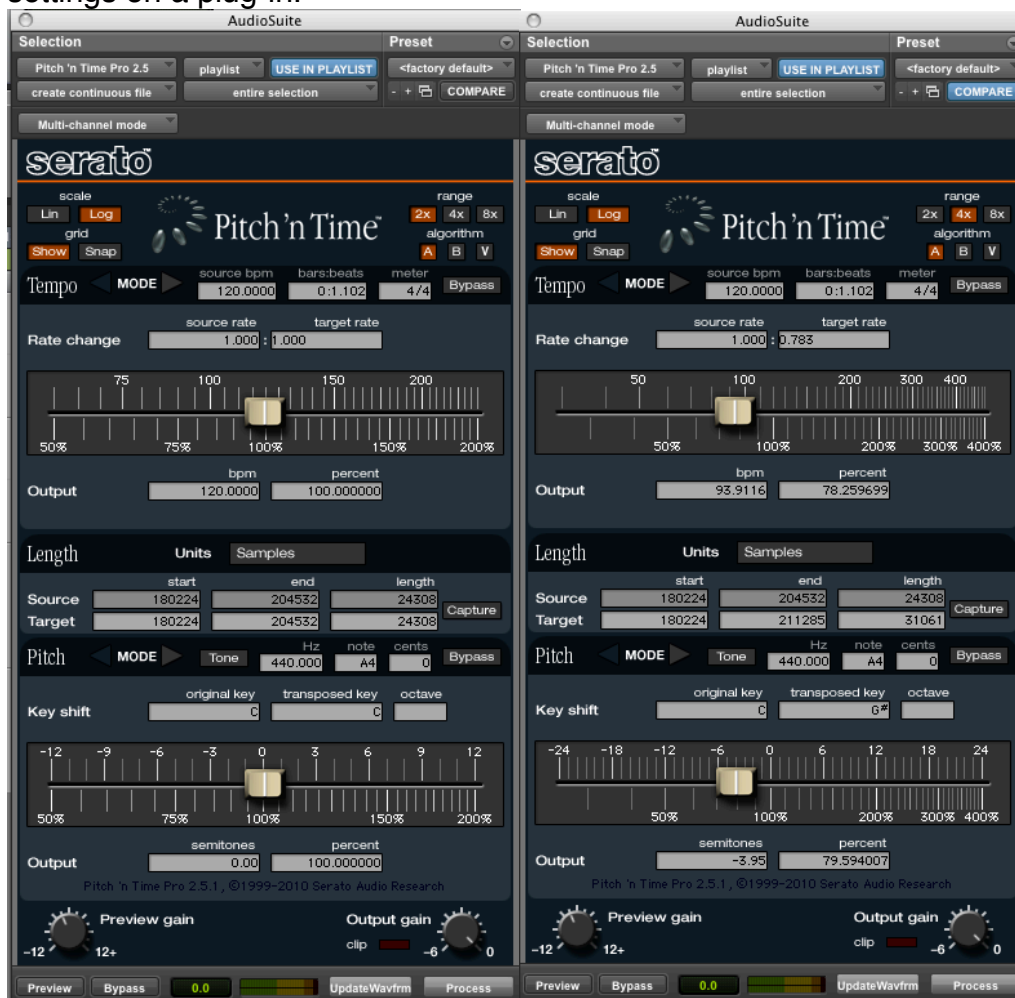 settings on a plug-in.
AudioSuite
Selection Preset
Pitch 'n Time Pro 2.5 playlist USE IN PLAYLIST <factory default>
create continuous file entire selection - + COMPARE
Multi-channel mode
serato
scale range
Lin Log Pitch 'n Time™ 2x 4x 8x
grid algorithm
Show Snap A B V
source bpm bars:beats meter
Tempo MODE 120.0000 0:1.102 4/4 Bypass
source rate target rate
Rate change 1.000 : 1.000
75 100 150 200
50% 75% 100% 150% 200%
bpm percent
Output 120.0000 100.000000
Length Units Samples
start end length
Source 180224 204532 24308
Capture
Target 180224 204532 24308
Hz note cents
Pitch MODE Tone 440.000 A4 0 Bypass
original key transposed key octave
Key shift C C
-12 -9 -6 -3 0 3 6 9 12
50% 75% 100% 150% 200%
semitones percent
Output 0.00 100.000000
Pitch 'n Time Pro 2.5.1, ©1999-2010 Serato Audio Research
Preview gain Output gain
clip
-12 12+ -6 0
Preview Bypass 0.0 UpdateWavfrm Process
AudioSuite
Selection Preset
Pitch 'n Time Pro 2.5 playlist USE IN PLAYLIST <factory default>
create continuous file entire selection - + COMPARE
Multi-channel mode
serato
scale range
Lin Log Pitch 'n Time™ 2x 4x 8x
grid algorithm
Show Snap A B V
source bpm bars:beats meter
Tempo MODE 120.0000 0:1.102 4/4 Bypass
source rate target rate
Rate change 1.000 : 0.783
50 100 200 300 400
50% 100% 200% 300% 400%
bpm percent
Output 93.9116 78.259699
Length Units Samples
start end length
Source 180224 204532 24308
Capture
Target 180224 211285 31061
Hz note cents
Pitch MODE Tone 440.000 A4 0 Bypass
original key transposed key octave
Key shift C G#
-24 -18 -12 -6 0 6 12 18 24
50% 100% 200% 300% 400%
semitones percent
Output -3.95 79.594007
Pitch 'n Time Pro 2.5.1, ©1999-2010 Serato Audio Research
Preview gain Output gain
clip
-12 12+ -6 0
Preview Bypass 0.0 UpdateWavfrm Process